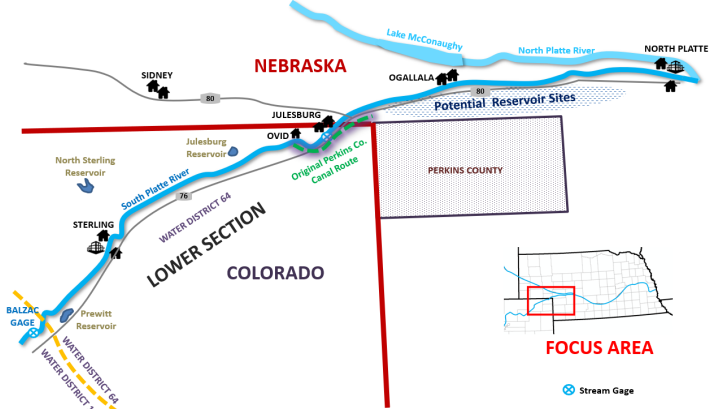 Lake McConaughy
North Platte River
NORTH PLATTE
NEBRASKA
SIDNEY
OGALLALA
80
80
Potential Reservoir Sites
JULESBURG
OVID
Julesburg
Reservoir
Original Perkins Co.
Canal Route
North Sterling
Reservoir
PERKINS COUNTY
South Platte River
76
WATER DISTRICT 64
STERLING
LOWER SECTION
COLORADO
BALZAC
GAGE
Prewitt
Reservoir
WATER DISTRICT 64
WATER DISTRICT 1
FOCUS AREA
Stream Gage